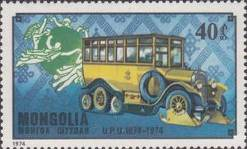 40₮
MONGOLIA
МОНГОЛ ШУУДАН U.P.U. 1874-1974
1974